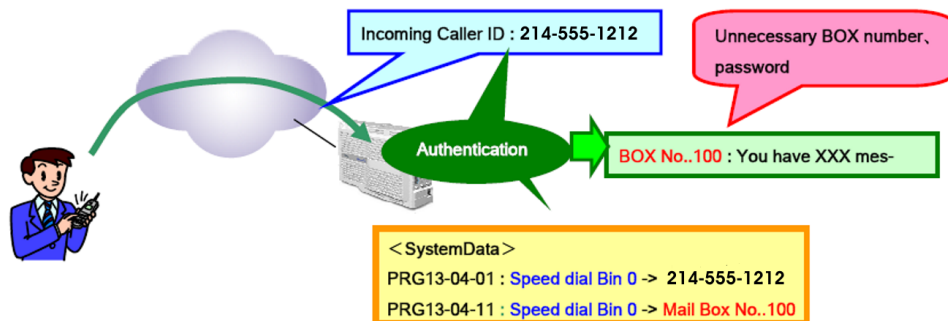 Incoming Caller ID : 214-555-1212
Unnecessary BOX number、
password
Authentication
BOX No..100 : You have XXX mes-
＜SystemData＞
PRG13-04-01 : Speed dial Bin 0 -> 214-555-1212
PRG13-04-11 : Speed dial Bin 0 -> Mail Box No..100